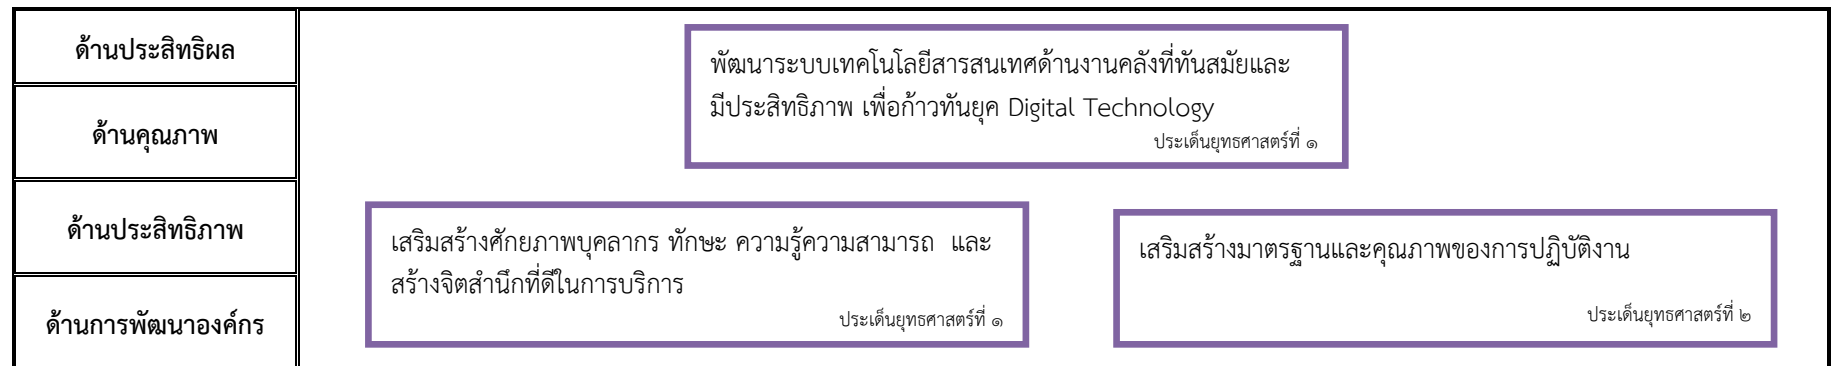 ด้านประสิทธิผล
ด้านคุณภาพ
ด้านประสิทธิภาพ
ด้านการพัฒนาองค์กร
พัฒนาระบบเทคโนโลยีสารสนเทศด้านงานคลังที่ทันสมัยและ
มีประสิทธิภาพ เพื่อก้าวทันยุค Digital Technology
ประเด็นยุทธศาสตร์ที่ ๑
เสริมสร้างศักยภาพบุคลากร ทักษะ ความรู้ความสามารถ และ
สร้างจิตสำนึกที่ดีในการบริการ
ประเด็นยุทธศาสตร์ที่ ๑
เสริมสร้างมาตรฐานและคุณภาพของการปฏิบัติงาน
ประเด็นยุทธศาสตร์ที่ ๒